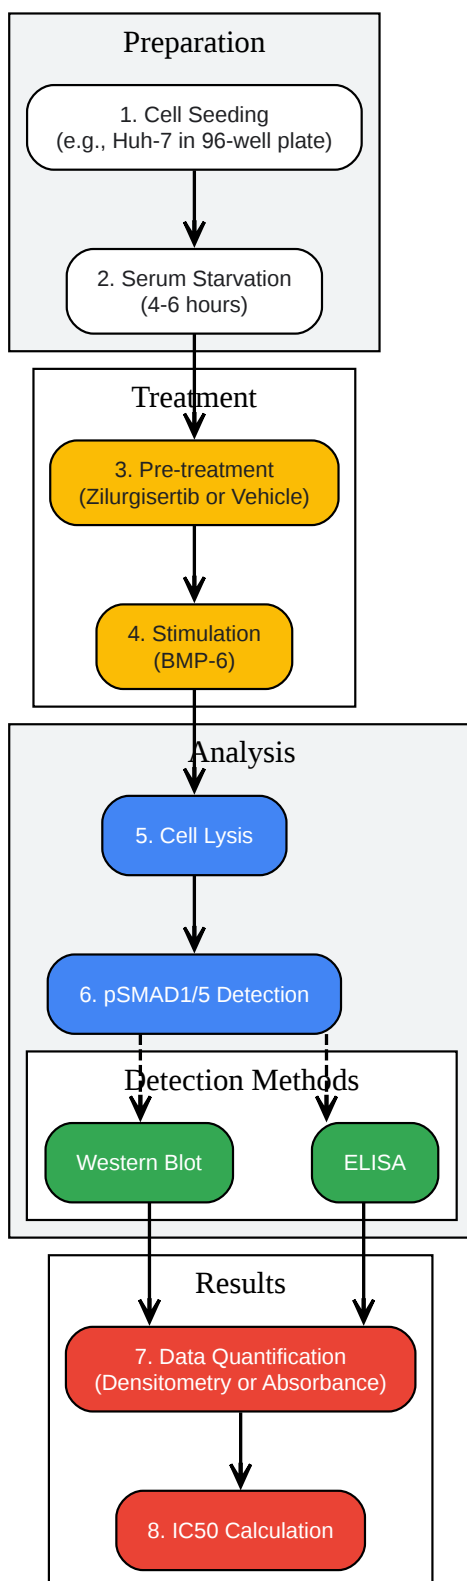 Preparation
1. Cell Seeding
(e.g., Huh-7 in 96-well plate)
2. Serum Starvation
(4-6 hours)
Treatment
3. Pre-treatment
(Zilurgisertib or Vehicle)
4. Stimulation
(BMP-6)
Analysis
5. Cell Lysis
6. pSMAD1/5 Detection
Detection Methods
Western Blot
ELISA
Results
7. Data Quantification
(Densitometry or Absorbance)
8. IC50 Calculation